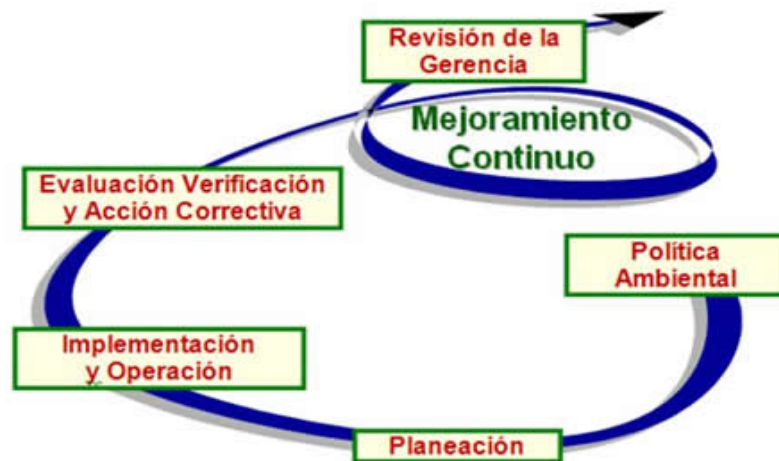 Revisión de la
Gerencia
Mejoramiento
Continuo
Evaluación Verificación
y Acción Correctiva
Política
Ambiental
Implementación
y Operación
Planeación